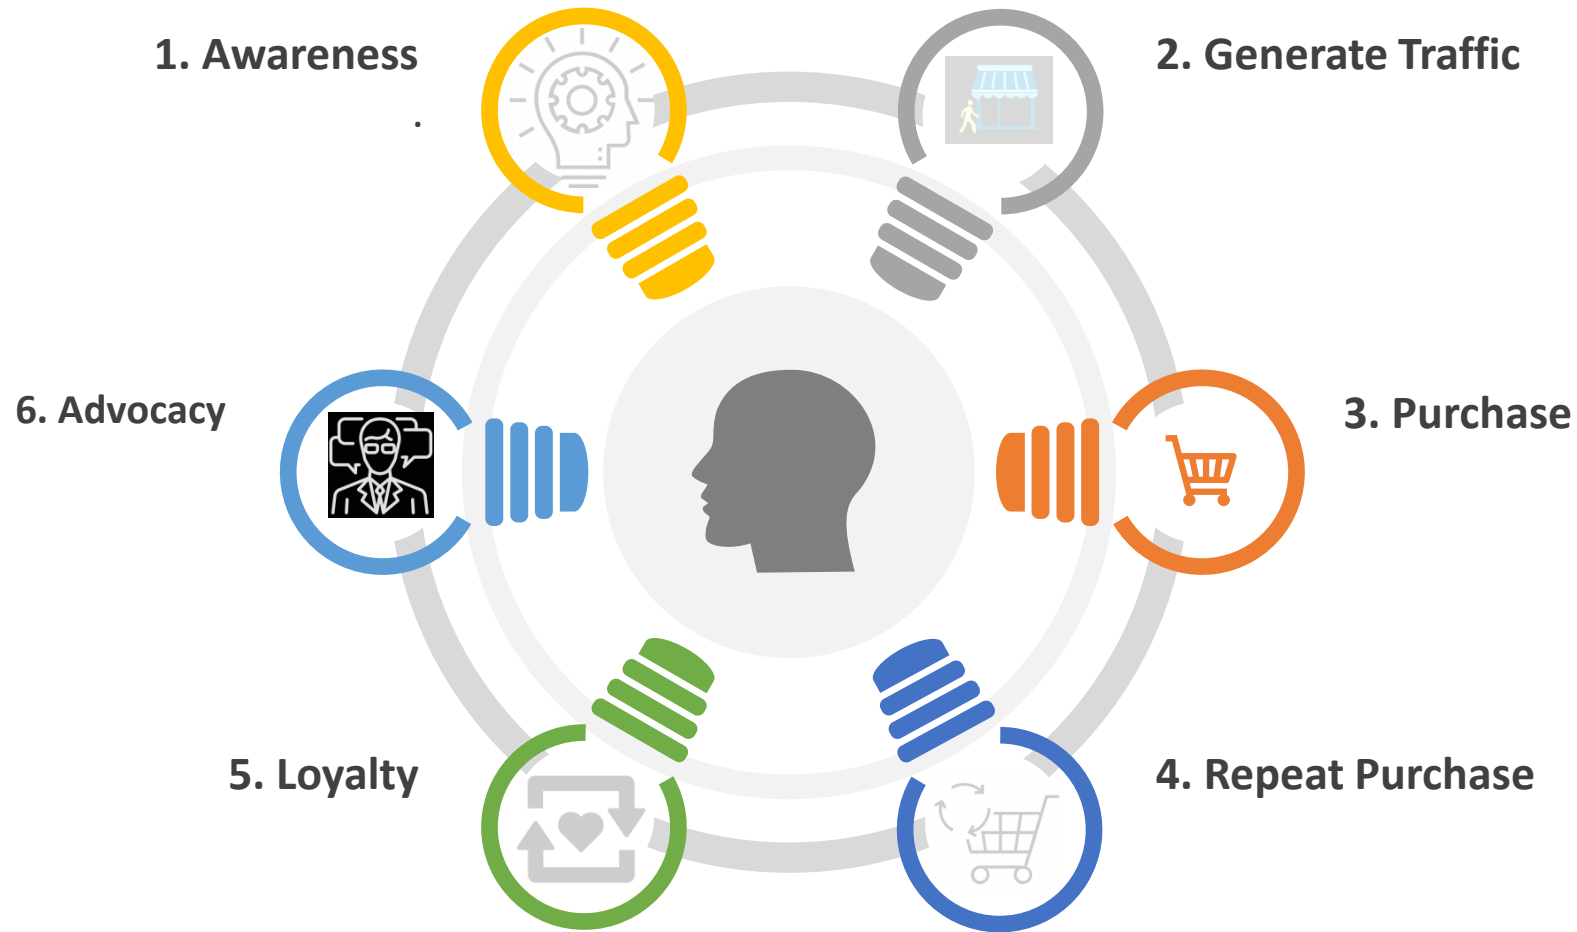 1. Awareness
.
2. Generate Traffic
3. Purchase
4. Repeat Purchase
5. Loyalty
6. Advocacy